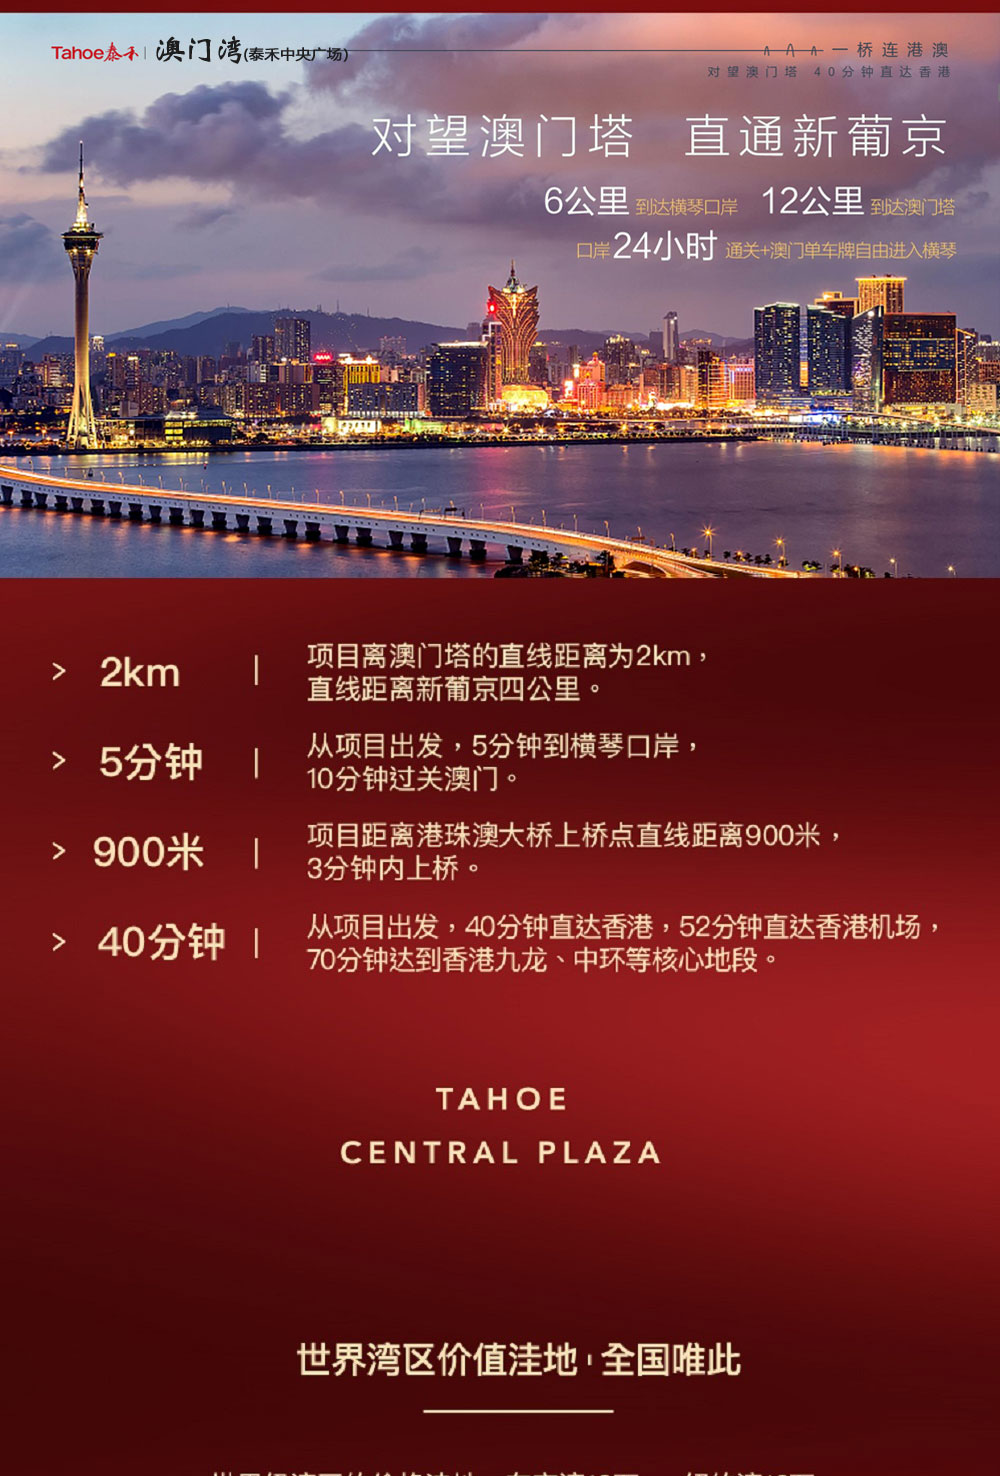 Tahoe泰禾 | 澳门湾(泰禾中央广场)
一桥连港澳
对望澳门塔 40分钟直达香港
对望澳门塔 直通新葡京
6公里 到达横琴口岸 12公里 到达澳门塔
口岸24小时 通关+澳门单车牌自由进入横琴
> 2km | 项目离澳门塔的直线距离为2km，
直线距离新葡京四公里。
> 5分钟 | 从项目出发，5分钟到横琴口岸，
10分钟过关澳门。
> 900米 | 项目距离港珠澳大桥上桥点直线距离900米，
3分钟内上桥。
> 40分钟 | 从项目出发，40分钟直达香港，52分钟直达香港机场，
70分钟达到香港九龙、中环等核心地段。
TAHOE
CENTRAL PLAZA
世界湾区价值洼地 | 全国唯此